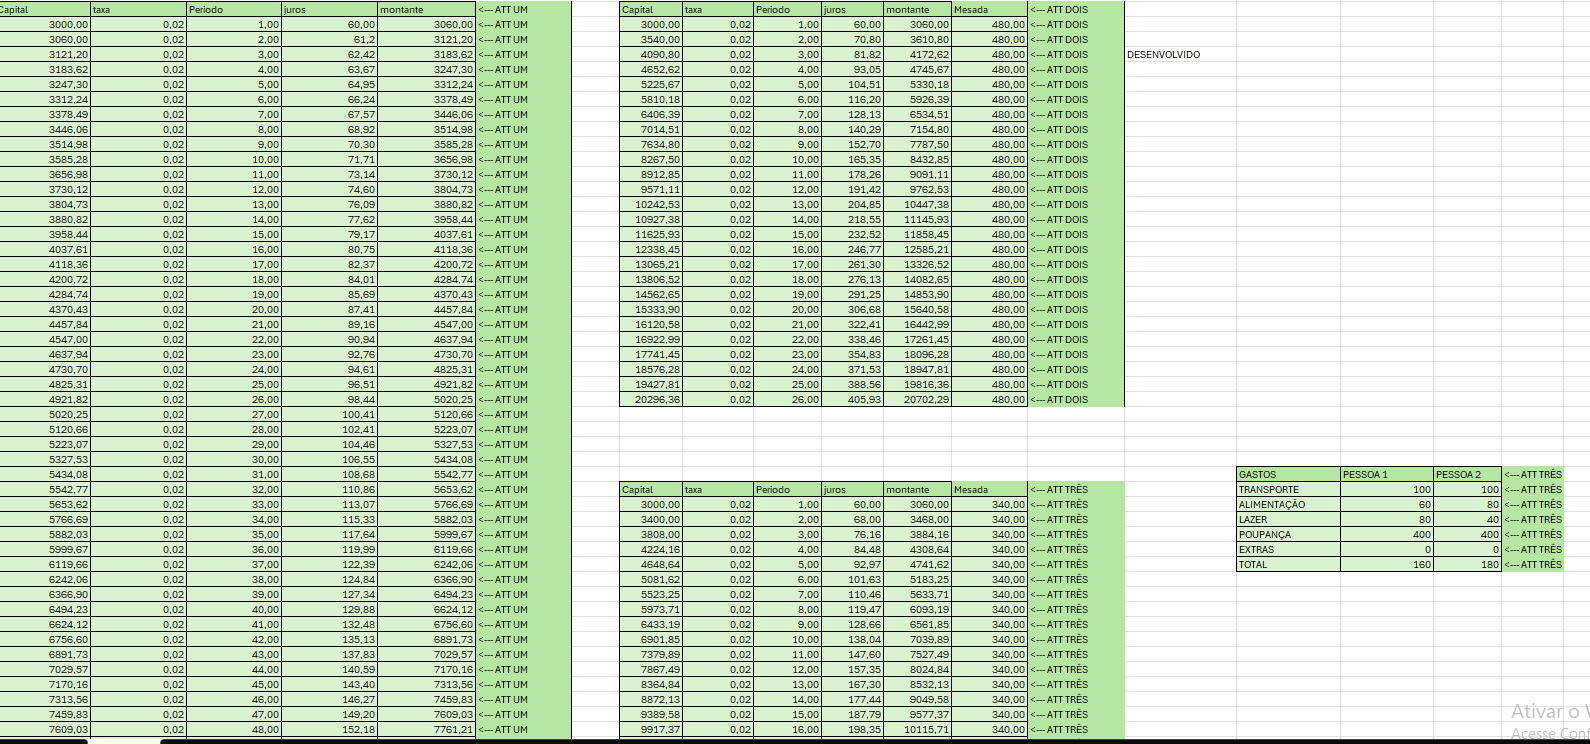 Capital taxa Periodo juros montante <--- ATT UM Capital taxa Periodo juros montante Mesada <--- ATT DOIS
3000,00 0,02 1,00 60,00 3060,00 <--- ATT UM 3000,00 0,02 1,00 60,00 3060,00 480,00 <--- ATT DOIS
3060,00 0,02 2,00 61,2 3121,20 <--- ATT UM 3540,00 0,02 2,00 70,80 3610,80 480,00 <--- ATT DOIS
3121,20 0,02 3,00 62,42 3183,62 <--- ATT UM 4090,80 0,02 3,00 81,82 4172,62 480,00 <--- ATT DOIS DESENVOLVIDO
3183,62 0,02 4,00 63,67 3247,30 <--- ATT UM 4652,62 0,02 4,00 93,05 4745,67 480,00 <--- ATT DOIS
3247,30 0,02 5,00 64,95 3312,24 <--- ATT UM 5225,67 0,02 5,00 104,51 5330,18 480,00 <--- ATT DOIS
3312,24 0,02 6,00 66,24 3378,49 <--- ATT UM 5810,18 0,02 6,00 116,20 5926,39 480,00 <--- ATT DOIS
3378,49 0,02 7,00 67,57 3446,06 <--- ATT UM 6406,39 0,02 7,00 128,13 6534,51 480,00 <--- ATT DOIS
3446,06 0,02 8,00 68,92 3514,98 <--- ATT UM 7014,51 0,02 8,00 140,29 7154,80 480,00 <--- ATT DOIS
3514,98 0,02 9,00 70,30 3585,28 <--- ATT UM 7634,80 0,02 9,00 152,70 7787,50 480,00 <--- ATT DOIS
3585,28 0,02 10,00 71,71 3656,98 <--- ATT UM 8267,50 0,02 10,00 165,35 8432,85 480,00 <--- ATT DOIS
3656,98 0,02 11,00 73,14 3730,12 <--- ATT UM 8912,85 0,02 11,00 178,26 9091,11 480,00 <--- ATT DOIS
3730,12 0,02 12,00 74,60 3804,73 <--- ATT UM 9571,11 0,02 12,00 191,42 9762,53 480,00 <--- ATT DOIS
3804,73 0,02 13,00 76,09 3880,82 <--- ATT UM 10242,53 0,02 13,00 204,85 10447,38 480,00 <--- ATT DOIS
3880,82 0,02 14,00 77,62 3958,44 <--- ATT UM 10927,38 0,02 14,00 218,55 11145,93 480,00 <--- ATT DOIS
3958,44 0,02 15,00 79,17 4037,61 <--- ATT UM 11625,93 0,02 15,00 232,52 11858,45 480,00 <--- ATT DOIS
4037,61 0,02 16,00 80,75 4118,36 <--- ATT UM 12338,45 0,02 16,00 246,77 12585,21 480,00 <--- ATT DOIS
4118,36 0,02 17,00 82,37 4200,72 <--- ATT UM 13065,21 0,02 17,00 261,30 13326,52 480,00 <--- ATT DOIS
4200,72 0,02 18,00 84,01 4284,74 <--- ATT UM 13806,52 0,02 18,00 276,13 14082,65 480,00 <--- ATT DOIS
4284,74 0,02 19,00 85,69 4370,43 <--- ATT UM 14562,65 0,02 19,00 291,25 14853,90 480,00 <--- ATT DOIS
4370,43 0,02 20,00 87,41 4457,84 <--- ATT UM 15333,90 0,02 20,00 306,68 15640,58 480,00 <--- ATT DOIS
4457,84 0,02 21,00 89,16 4547,00 <--- ATT UM 16120,58 0,02 21,00 322,41 16442,99 480,00 <--- ATT DOIS
4547,00 0,02 22,00 90,94 4637,94 <--- ATT UM 16922,99 0,02 22,00 338,46 17261,45 480,00 <--- ATT DOIS
4637,94 0,02 23,00 92,76 4730,70 <--- ATT UM 17741,45 0,02 23,00 354,83 18096,28 480,00 <--- ATT DOIS
4730,70 0,02 24,00 94,61 4825,31 <--- ATT UM 18576,28 0,02 24,00 371,53 18947,81 480,00 <--- ATT DOIS
4825,31 0,02 25,00 96,51 4921,82 <--- ATT UM 19427,81 0,02 25,00 388,56 19816,36 480,00 <--- ATT DOIS
4921,82 0,02 26,00 98,44 5020,25 <--- ATT UM 20296,36 0,02 26,00 405,93 20702,29 480,00 <--- ATT DOIS
5020,25 0,02 27,00 100,41 5120,66 <--- ATT UM
5120,66 0,02 28,00 102,41 5223,07 <--- ATT UM
5223,07 0,02 29,00 104,46 5327,53 <--- ATT UM
5327,53 0,02 30,00 106,55 5434,08 <--- ATT UM
5434,08 0,02 31,00 108,68 5542,77 <--- ATT UM GASTOS PESSOA 1 PESSOA 2 <--- ATT TRÊS
5542,77 0,02 32,00 110,86 5653,62 <--- ATT UM Capital taxa Periodo juros montante Mesada <--- ATT TRÊS TRANSPORTE 100 100 <--- ATT TRÊS
5653,62 0,02 33,00 113,07 5766,69 <--- ATT UM 3000,00 0,02 1,00 60,00 3060,00 340,00 <--- ATT TRÊS ALIMENTAÇÃO 60 80 <--- ATT TRÊS
5766,69 0,02 34,00 115,33 5882,03 <--- ATT UM 3400,00 0,02 2,00 68,00 3468,00 340,00 <--- ATT TRÊS LAZER 80 40 <--- ATT TRÊS
5882,03 0,02 35,00 117,64 5999,67 <--- ATT UM 3808,00 0,02 3,00 76,16 3884,16 340,00 <--- ATT TRÊS POUPANÇA 400 400 <--- ATT TRÊS
5999,67 0,02 36,00 119,99 6119,66 <--- ATT UM 4224,16 0,02 4,00 84,48 4308,64 340,00 <--- ATT TRÊS EXTRAS 0 0 <--- ATT TRÊS
6119,66 0,02 37,00 122,39 6242,06 <--- ATT UM 4648,64 0,02 5,00 92,97 4741,62 340,00 <--- ATT TRÊS TOTAL 160 180 <--- ATT TRÊS
6242,06 0,02 38,00 124,84 6366,90 <--- ATT UM 5081,62 0,02 6,00 101,63 5183,25 340,00 <--- ATT TRÊS
6366,90 0,02 39,00 127,34 6494,23 <--- ATT UM 5523,25 0,02 7,00 110,46 5633,71 340,00 <--- ATT TRÊS
6494,23 0,02 40,00 129,88 6624,12 <--- ATT UM 5973,71 0,02 8,00 119,47 6093,19 340,00 <--- ATT TRÊS
6624,12 0,02 41,00 132,48 6756,60 <--- ATT UM 6433,19 0,02 9,00 128,66 6561,85 340,00 <--- ATT TRÊS
6756,60 0,02 42,00 135,13 6891,73 <--- ATT UM 6901,85 0,02 10,00 138,04 7039,89 340,00 <--- ATT TRÊS
6891,73 0,02 43,00 137,83 7029,57 <--- ATT UM 7379,89 0,02 11,00 147,60 7527,49 340,00 <--- ATT TRÊS
7029,57 0,02 44,00 140,59 7170,16 <--- ATT UM 7867,49 0,02 12,00 157,35 8024,84 340,00 <--- ATT TRÊS
7170,16 0,02 45,00 143,40 7313,56 <--- ATT UM 8364,84 0,02 13,00 167,30 8532,13 340,00 <--- ATT TRÊS
7313,56 0,02 46,00 146,27 7459,83 <--- ATT UM 8872,13 0,02 14,00 177,44 9049,58 340,00 <--- ATT TRÊS
7459,83 0,02 47,00 149,20 7609,03 <--- ATT UM 9389,58 0,02 15,00 187,79 9577,37 340,00 <--- ATT TRÊS
7609,03 0,02 48,00 152,18 7761,21 <--- ATT UM 9917,37 0,02 16,00 198,35 10115,71 340,00 <--- ATT TRÊS
Ativar o
Acesse